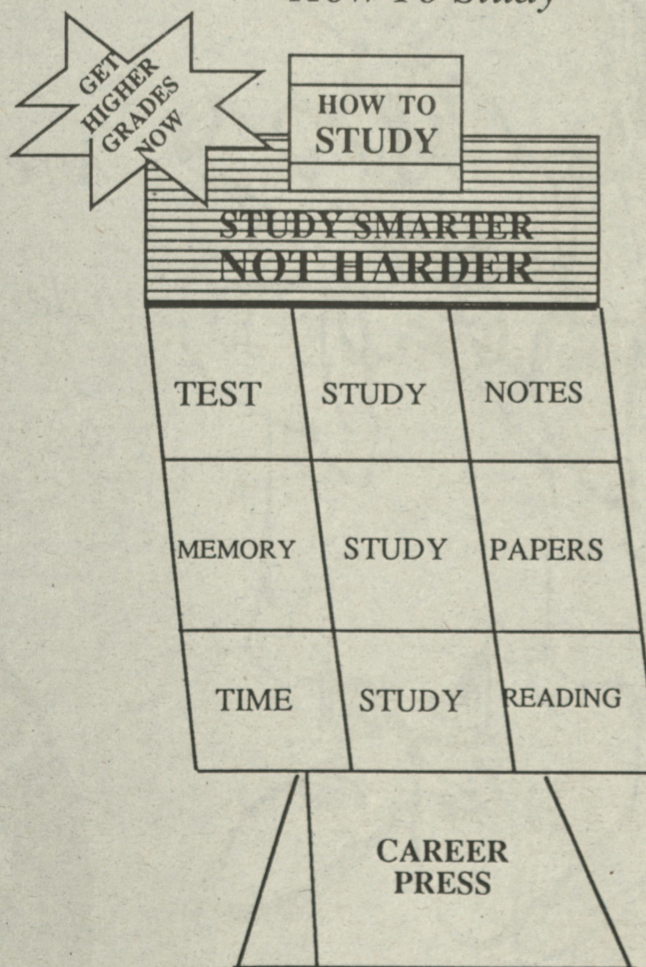 How To Study
GET
HIGHER
GRADES
NOW
HOW TO
STUDY
STUDY SMARTER
NOT HARDER
TEST STUDY NOTES
MEMORY STUDY PAPERS
TIME STUDY READING
CAREER
PRESS